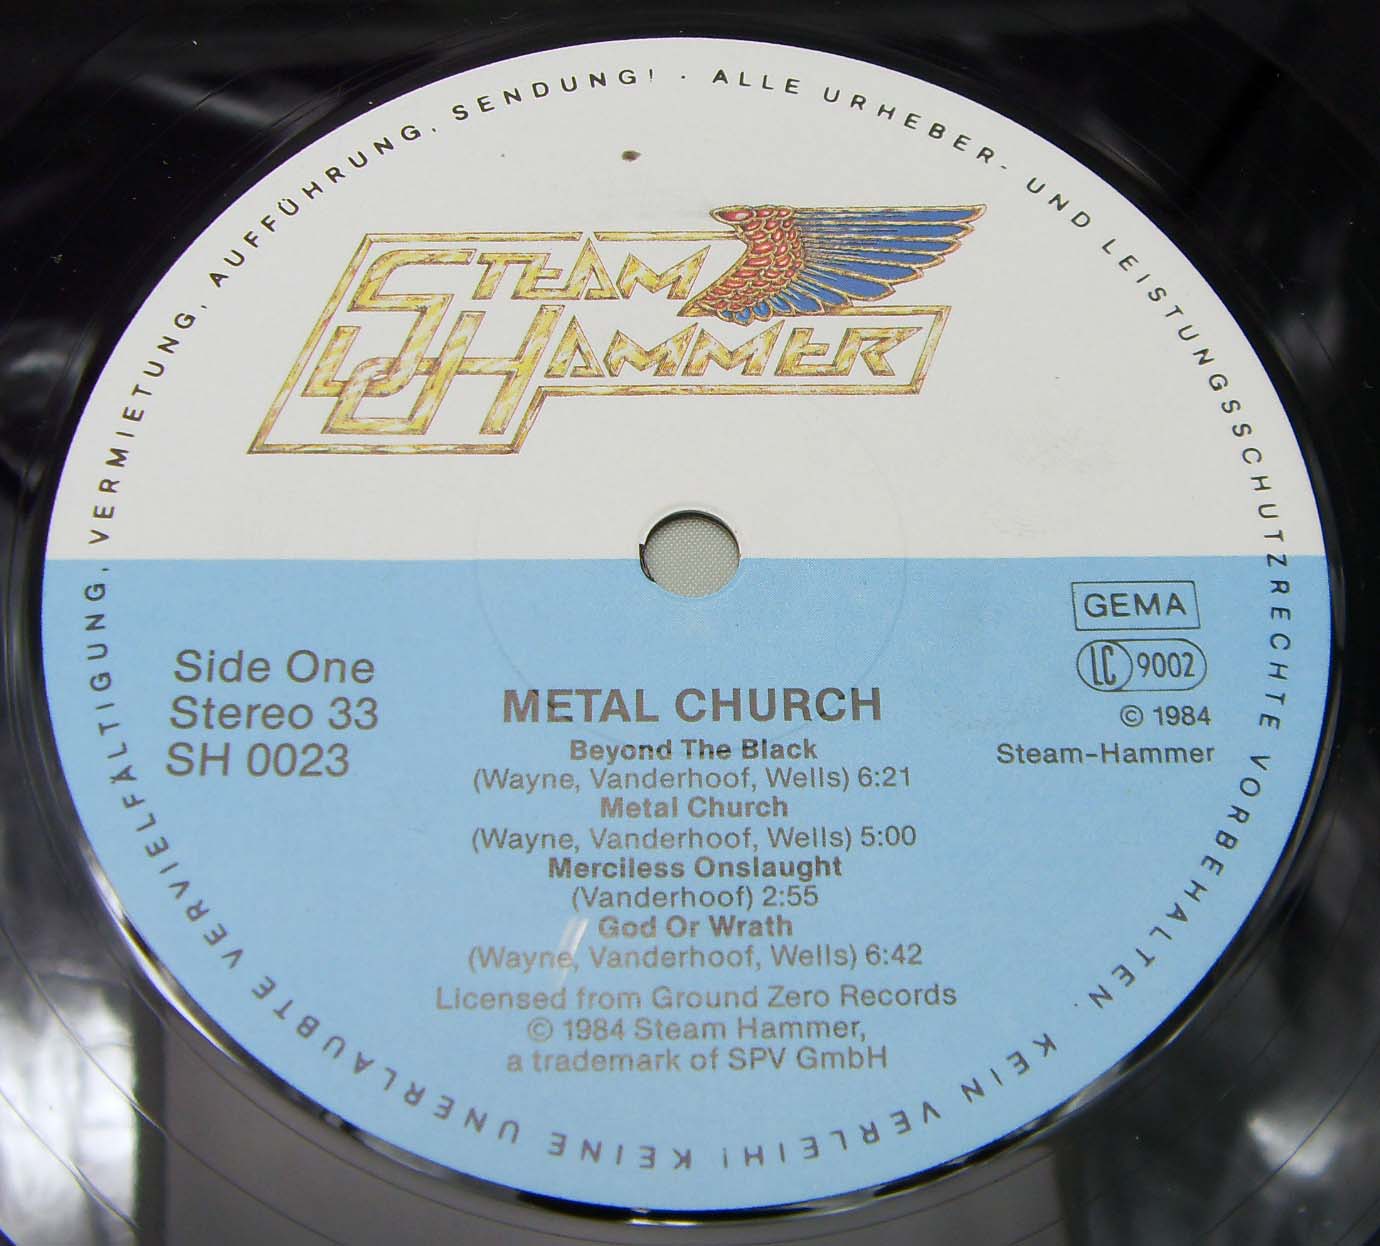 ALLE URHEBER- UND LEISTUNGSSCHUTZRECHTE VORBEHALTEN. KEIN VERLEIH! KEINE UNERLAUBTE VERVIELFÄLTIGUNG, VERMIETUNG, AUFFÜHRUNG, SENDUNG! ·
STEAM
HAMMER
GEMA
LC 9002
© 1984
Steam-Hammer
Side One
Stereo 33
SH 0023
METAL CHURCH
Beyond The Black
(Wayne, Vanderhoof, Wells) 6:21
Metal Church
(Wayne, Vanderhoof, Wells) 5:00
Merciless Onslaught
(Vanderhoof) 2:55
God Or Wrath
(Wayne, Vanderhoof, Wells) 6:42
Licensed from Ground Zero Records
© 1984 Steam Hammer,
a trademark of SPV GmbH